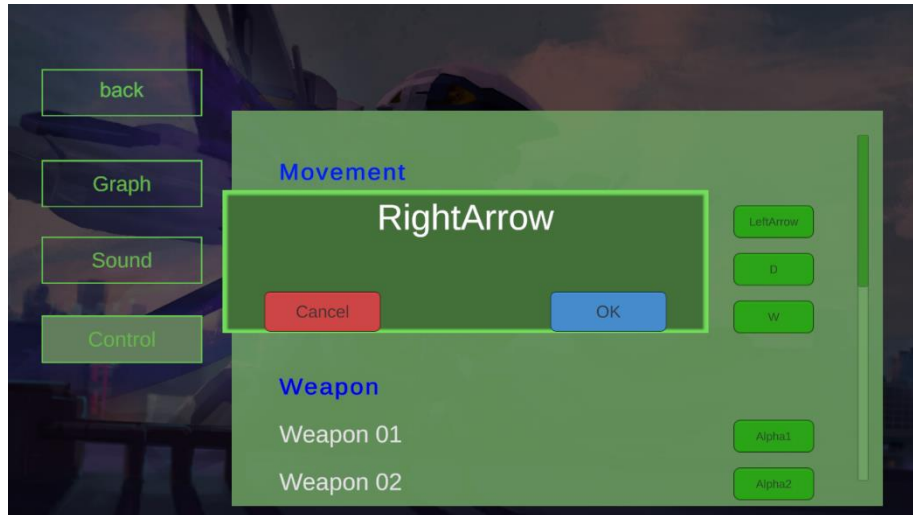 back
Graph
Sound
Control
Movement
RightArrow
Cancel
OK
LeftArrow
D
W
Weapon
Weapon 01
Alpha1
Weapon 02
Alpha2